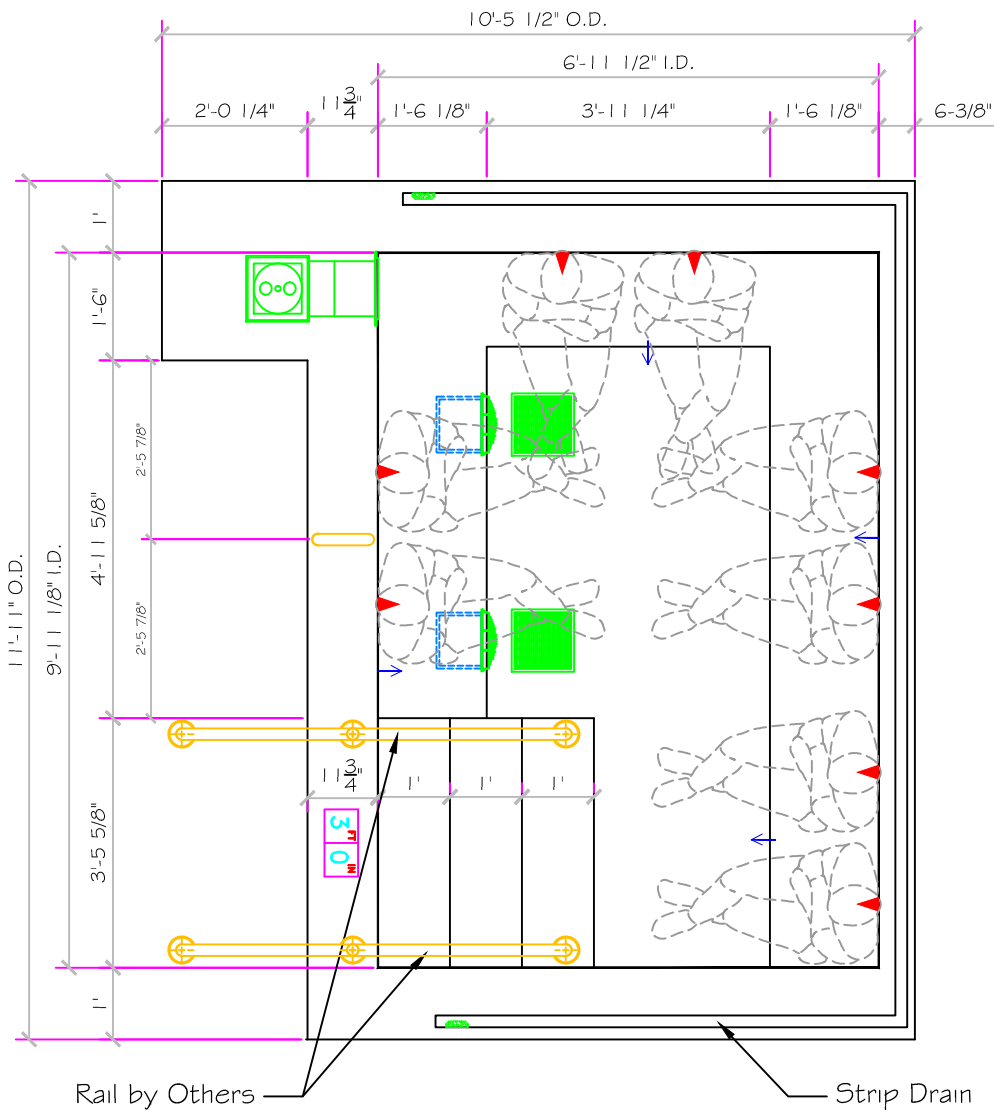 10'-5 1/2" O.D.
6'-11 1/2" I.D.
2'-0 1/4"
11 3/4"
1'-6 1/8"
3'-11 1/4"
1'-6 1/8"
6-3/8"
1'
1'-6"
2'-5 7/8"
4'-11 5/8"
11'-11" O.D.
9'-11 1/8" I.D.
2'-5 7/8"
11 3/4"
1'
1'
1'
3 FT
0 IN
3'-5 5/8"
1'
Rail by Others
Strip Drain